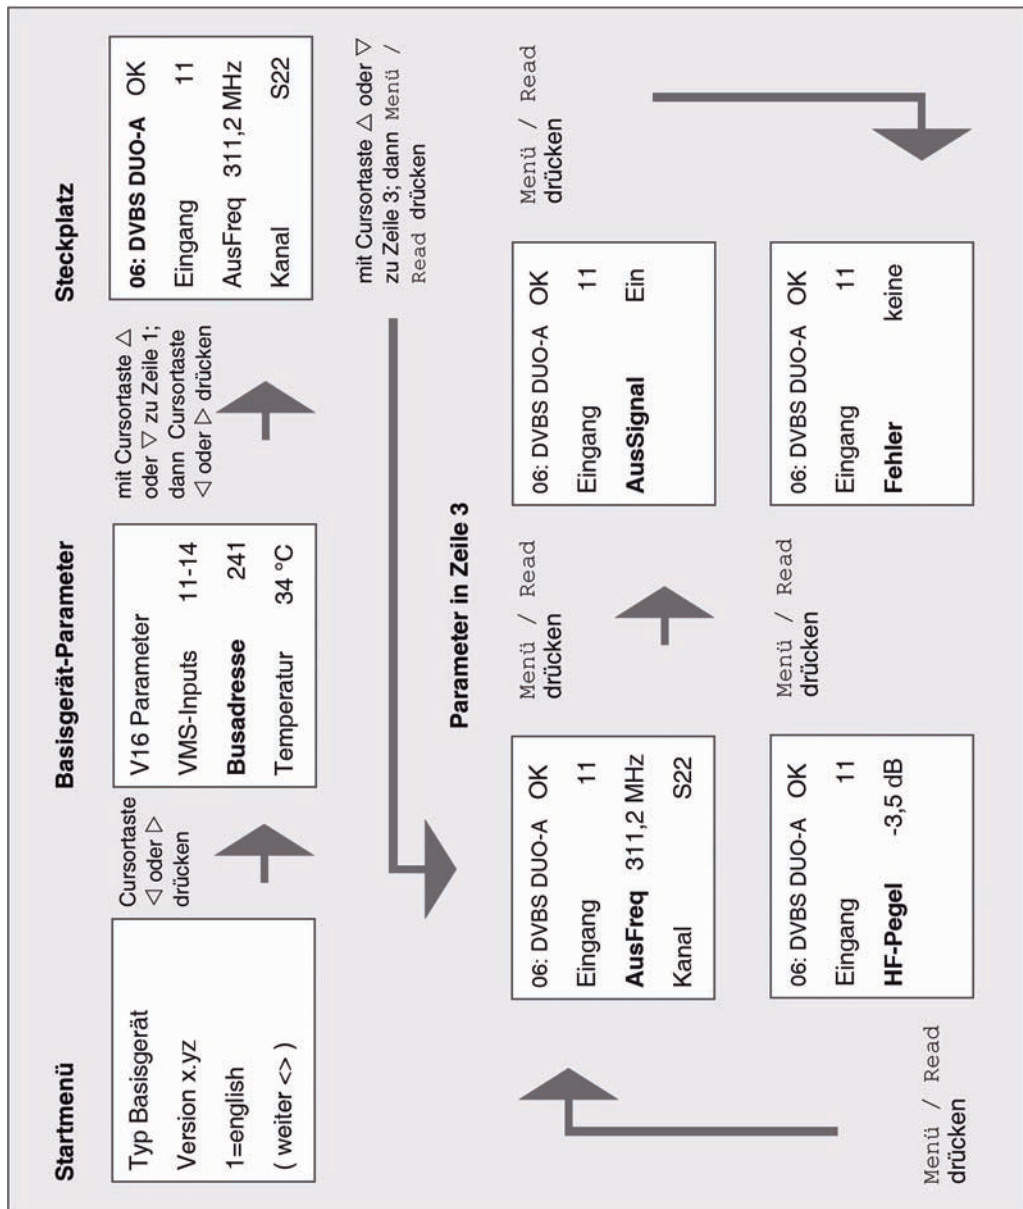 Startmenü
Typ Basisgerät
Version x.yz
1=english
( weiter <> )
Cursortaste
◁ oder ▷
drücken
Basisgerät-Parameter
V16 Parameter
VMS-Inputs 11-14
Busadresse 241
Temperatur 34 °C
mit Cursortaste △
oder ▽ zu Zeile 1;
dann Cursortaste
◁ oder ▷ drücken
Steckplatz
06: DVBS DUO-A OK
Eingang 11
AusFreq 311,2 MHz
Kanal S22
mit Cursortaste △ oder ▽
zu Zeile 3; dann Menü /
Read drücken
Parameter in Zeile 3
06: DVBS DUO-A OK
Eingang 11
AusFreq 311,2 MHz
Kanal S22
Menü / Read
drücken
06: DVBS DUO-A OK
Eingang 11
AusSignal Ein
Menü / Read
drücken
Menü / Read
drücken
06: DVBS DUO-A OK
Eingang 11
HF-Pegel -3,5 dB
Menü / Read
drücken
06: DVBS DUO-A OK
Eingang 11
Fehler keine